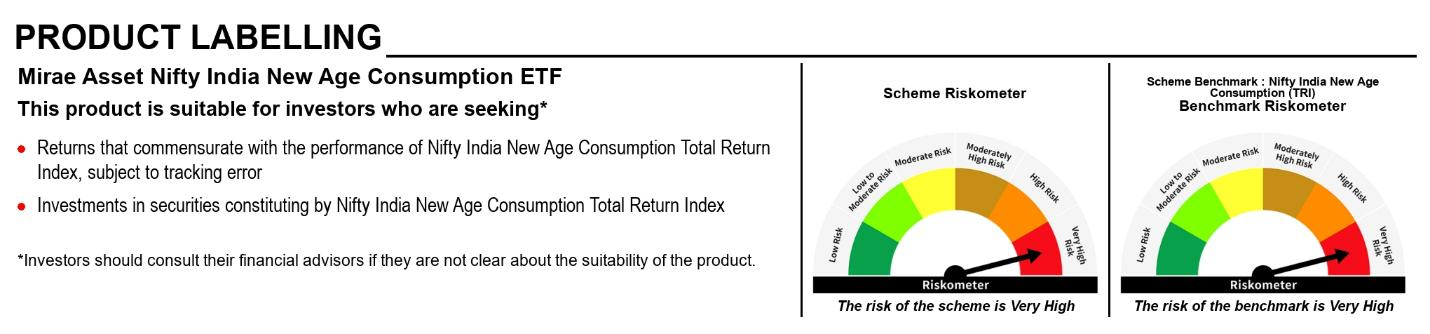 PRODUCT LABELLING
Mirae Asset Nifty India New Age Consumption ETF
This product is suitable for investors who are seeking*
• Returns that commensurate with the performance of Nifty India New Age Consumption Total Return
Index, subject to tracking error
• Investments in securities constituting by Nifty India New Age Consumption Total Return Index
*Investors should consult their financial advisors if they are not clear about the suitability of the product.
Scheme Riskometer
Low Risk
Low to
Moderate Risk
Moderate Risk
Moderately
High Risk
High Risk
Very High
Risk
Riskometer
The risk of the scheme is Very High
Scheme Benchmark : Nifty India New Age
Consumption (TRI)
Benchmark Riskometer
Low Risk
Low to
Moderate Risk
Moderate Risk
Moderately
High Risk
High Risk
Very High
Risk
Riskometer
The risk of the benchmark is Very High